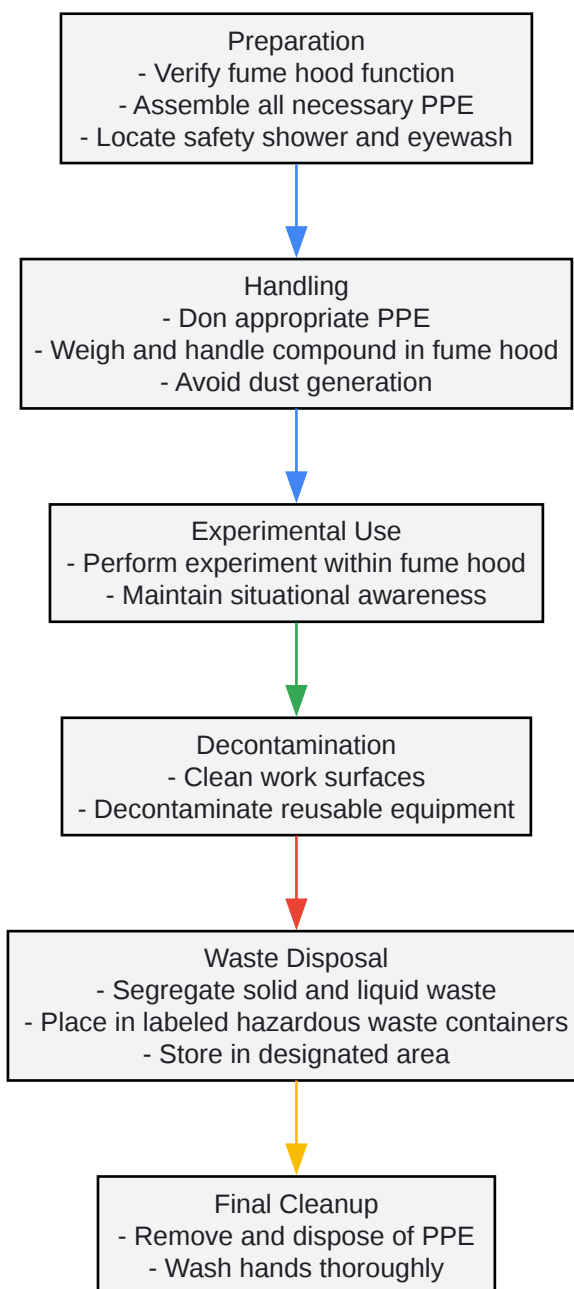 Preparation
- Verify fume hood function
- Assemble all necessary PPE
- Locate safety shower and eyewash
Handling
- Don appropriate PPE
- Weigh and handle compound in fume hood
- Avoid dust generation
Experimental Use
- Perform experiment within fume hood
- Maintain situational awareness
Decontamination
- Clean work surfaces
- Decontaminate reusable equipment
Waste Disposal
- Segregate solid and liquid waste
- Place in labeled hazardous waste containers
- Store in designated area
Final Cleanup
- Remove and dispose of PPE
- Wash hands thoroughly